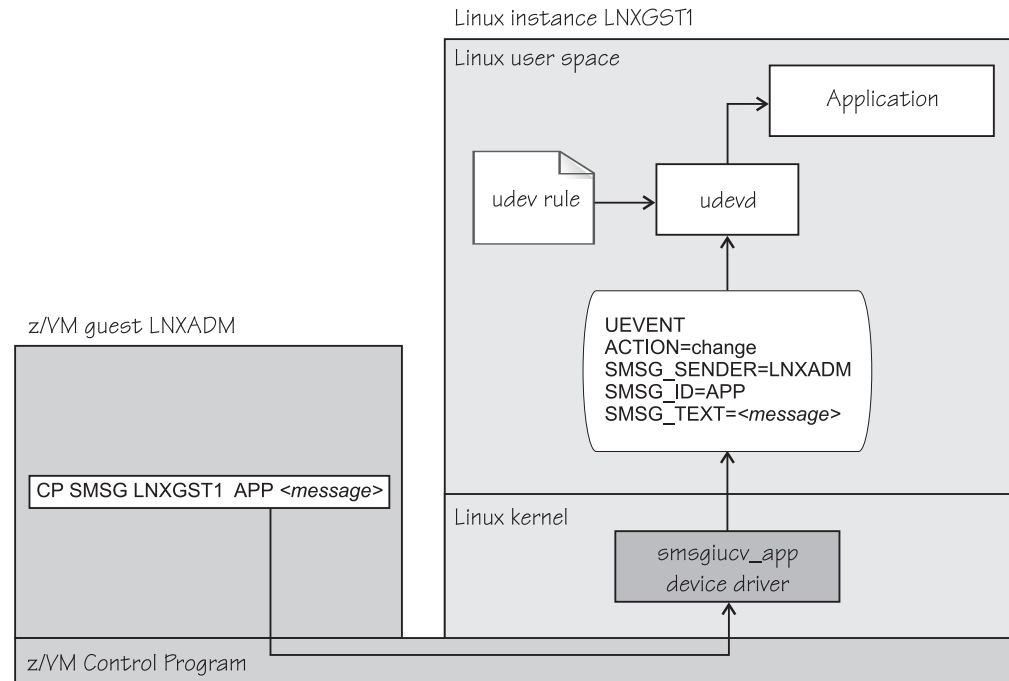 Linux instance LNXGST1
Linux user space
Application
udev rule
udevd
UEVENT
ACTION=change
SMSG_SENDER=LNXADM
SMSG_ID=APP
SMSG_TEXT=<message>
z/VM guest LNXADM
CP SMSG LNXGST1 APP <message>
Linux kernel
smsgiucv_app
device driver
z/VM Control Program